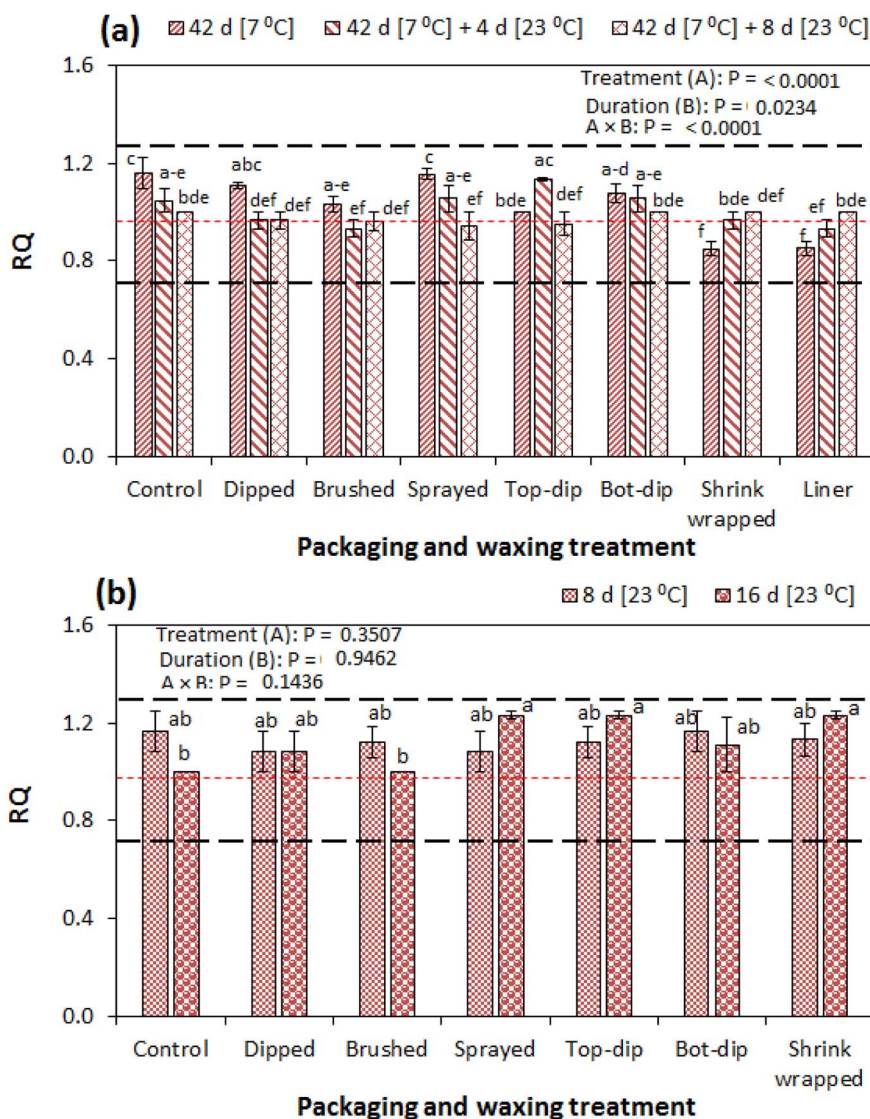 (a) 42 d [7 ⁰C] 42 d [7 ⁰C] + 4 d [23 ⁰C] 42 d [7 ⁰C] + 8 d [23 ⁰C]
1.6
Treatment (A): P = <0.0001
Duration (B): P = 0.0234
A × B: P = <0.0001
1.2
c a-e bde abc def def a-e ef def c a-e ef bde ac def a-d a-e bde f bde def f ef bde
RQ
0.8
0.4
0.0
Control Dipped Brushed Sprayed Top-dip Bot-dip Shrink wrapped Liner
Packaging and waxing treatment
(b) 8 d [23 ⁰C] 16 d [23 ⁰C]
1.6
Treatment (A): P = 0.3507
Duration (B): P = 0.9462
A × B: P = 0.1436
1.2
ab b ab ab ab b ab a ab a ab ab ab a
RQ
0.8
0.4
0.0
Control Dipped Brushed Sprayed Top-dip Bot-dip Shrink wrapped
Packaging and waxing treatment